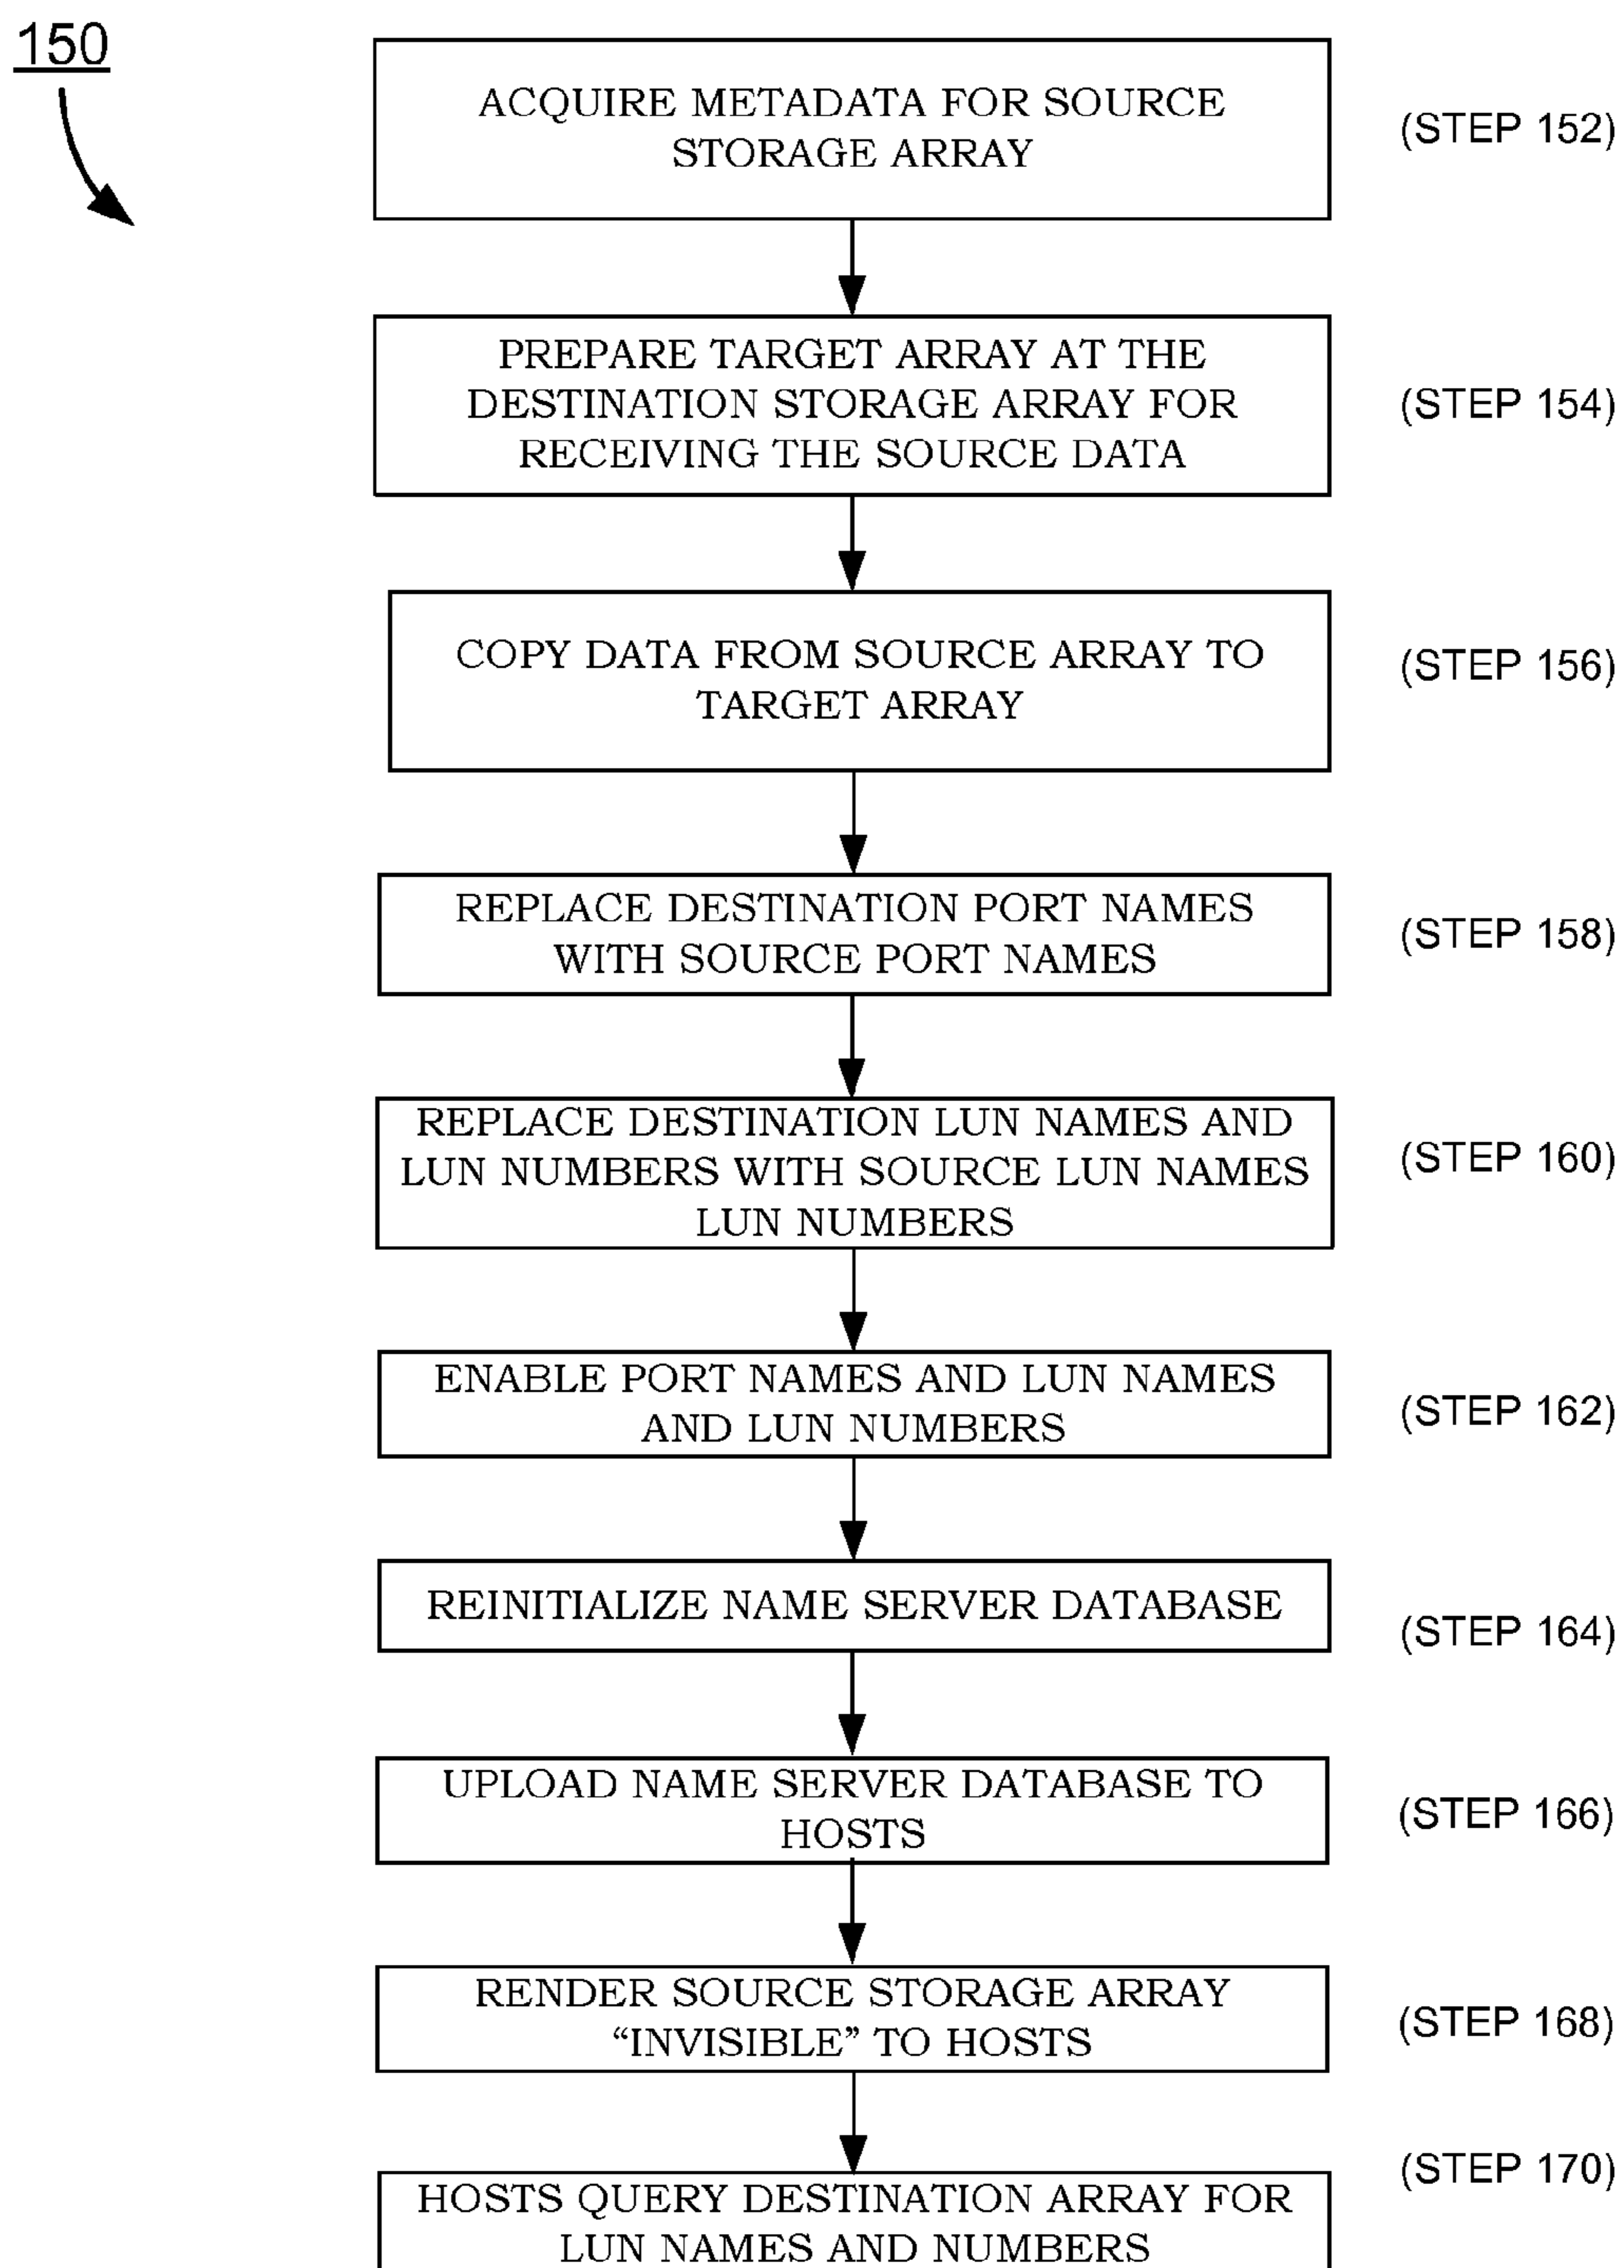 150
ACQUIRE METADATA FOR SOURCE
STORAGE ARRAY
(STEP 152)
PREPARE TARGET ARRAY AT THE
DESTINATION STORAGE ARRAY FOR
RECEIVING THE SOURCE DATA
(STEP 154)
COPY DATA FROM SOURCE ARRAY TO
TARGET ARRAY
(STEP 156)
REPLACE DESTINATION PORT NAMES
WITH SOURCE PORT NAMES
(STEP 158)
REPLACE DESTINATION LUN NAMES AND
LUN NUMBERS WITH SOURCE LUN NAMES
LUN NUMBERS
(STEP 160)
ENABLE PORT NAMES AND LUN NAMES
AND LUN NUMBERS
(STEP 162)
REINITIALIZE NAME SERVER DATABASE
(STEP 164)
UPLOAD NAME SERVER DATABASE TO
HOSTS
(STEP 166)
RENDER SOURCE STORAGE ARRAY
“INVISIBLE” TO HOSTS
(STEP 168)
HOSTS QUERY DESTINATION ARRAY FOR
LUN NAMES AND NUMBERS
(STEP 170)